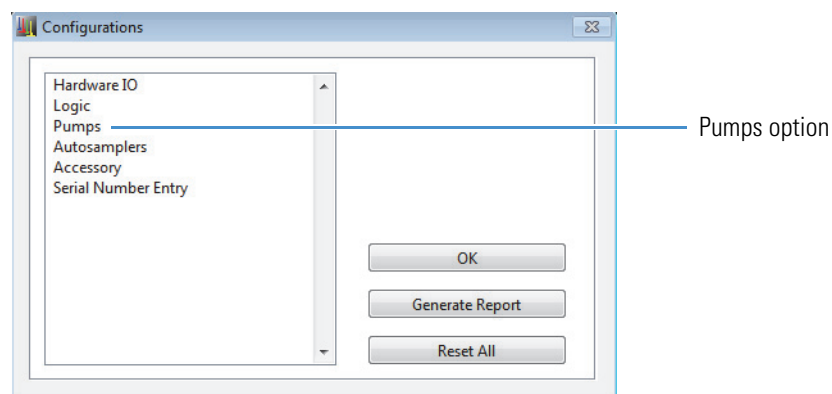 Configurations
Hardware IO
Logic
Pumps
Pumps option
Autosamplers
Accessory
Serial Number Entry
OK
Generate Report
Reset All